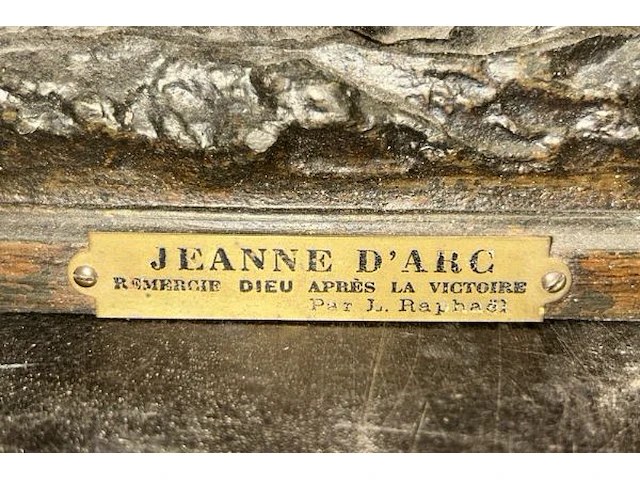 JEANNE D'ARC
REMERCIE DIEU APRÈS LA VICTOIRE
Par L. Raphaël